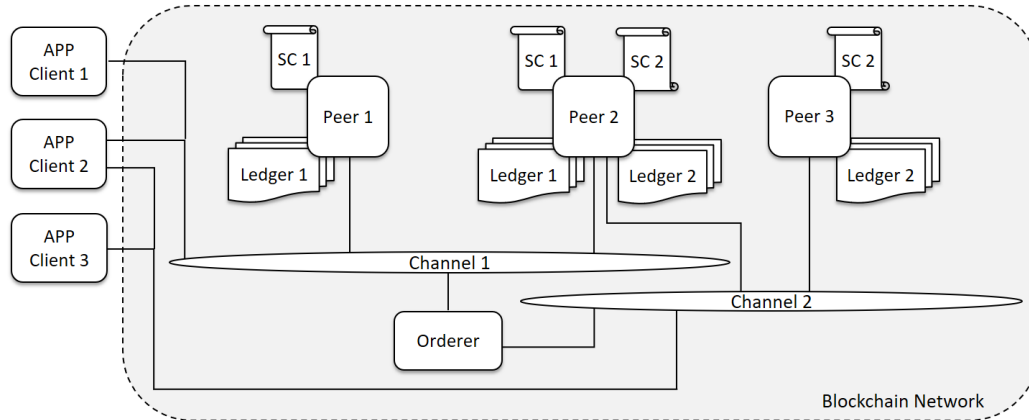 APP
Client 1
SC 1
SC 1
SC 2
SC 2
Peer 1
Peer 2
Peer 3
APP
Client 2
Ledger 1
Ledger 1
Ledger 2
Ledger 2
APP
Client 3
Channel 1
Channel 2
Orderer
Blockchain Network